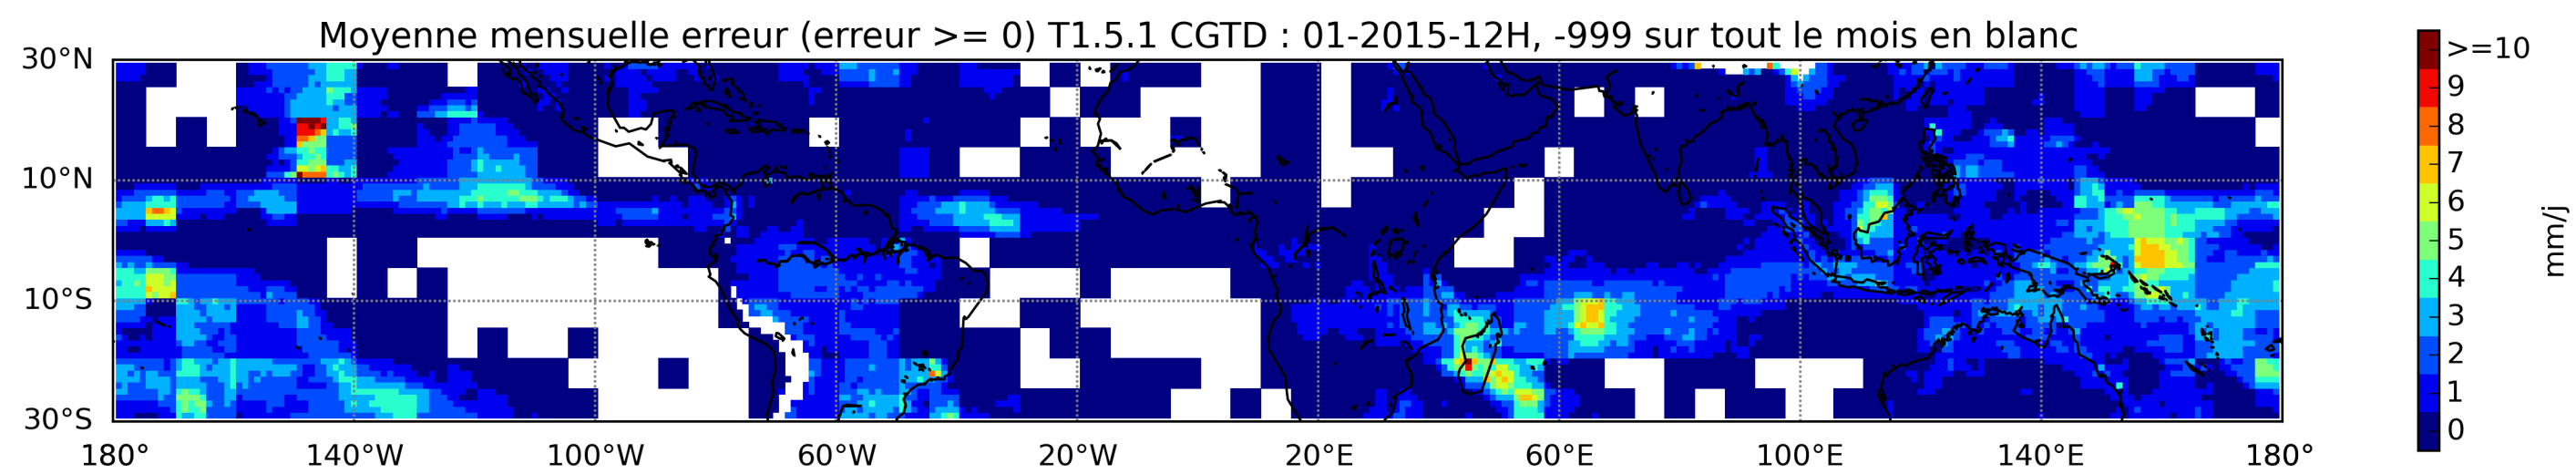 Moyenne mensuelle erreur (erreur >= 0) T1.5.1 CGTD : 01-2015-12H, -999 sur tout le mois en blanc
30°N
10°N
10°S
30°S
180° 140°W 100°W 60°W 20°W 20°E 60°E 100°E 140°E 180°
>=10
9
8
7
6
5
4
3
2
1
0
mm/j